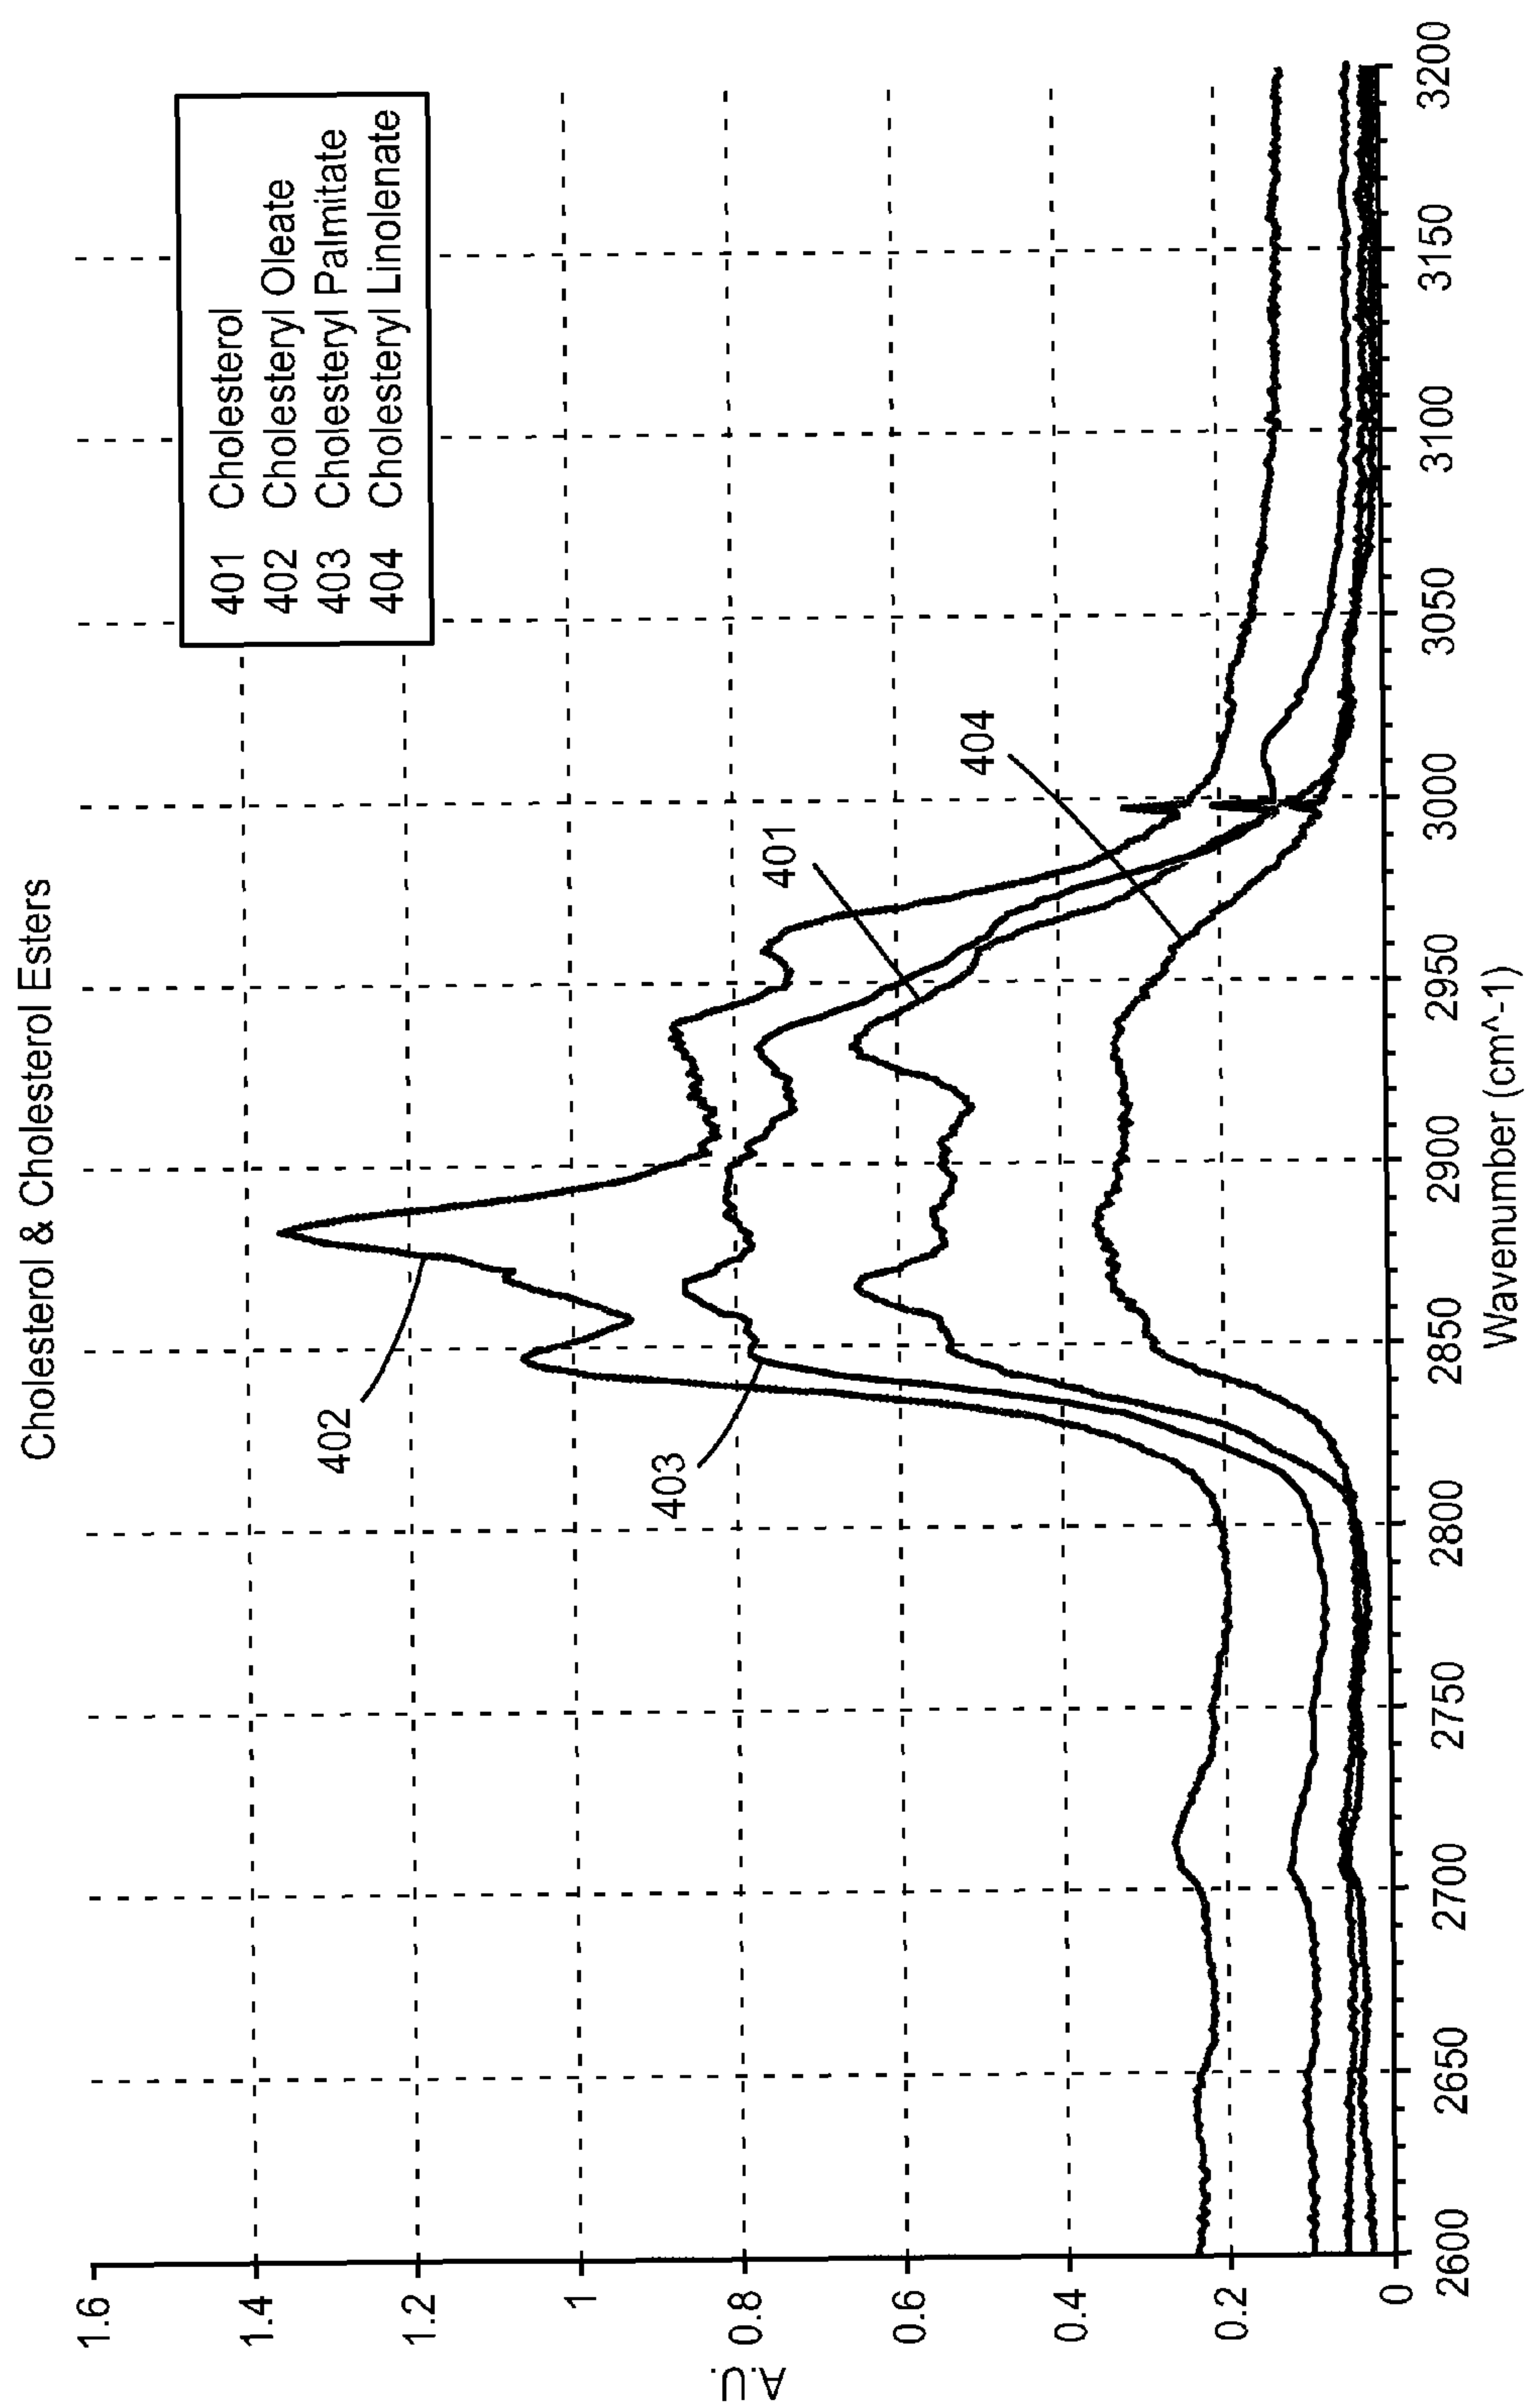 Cholesterol & Cholesterol Esters
401 Cholesterol
402 Cholesteryl Oleate
403 Cholesteryl Palmitate
404 Cholesteryl Linolenate
402
403
401
404
A.U.
1.6
1.4
1.2
1
0.8
0.6
0.4
0.2
0
2600 2650 2700 2750 2800 2850 2900 2950 3000 3050 3100 3150 3200
Wavenumber (cm^-1)